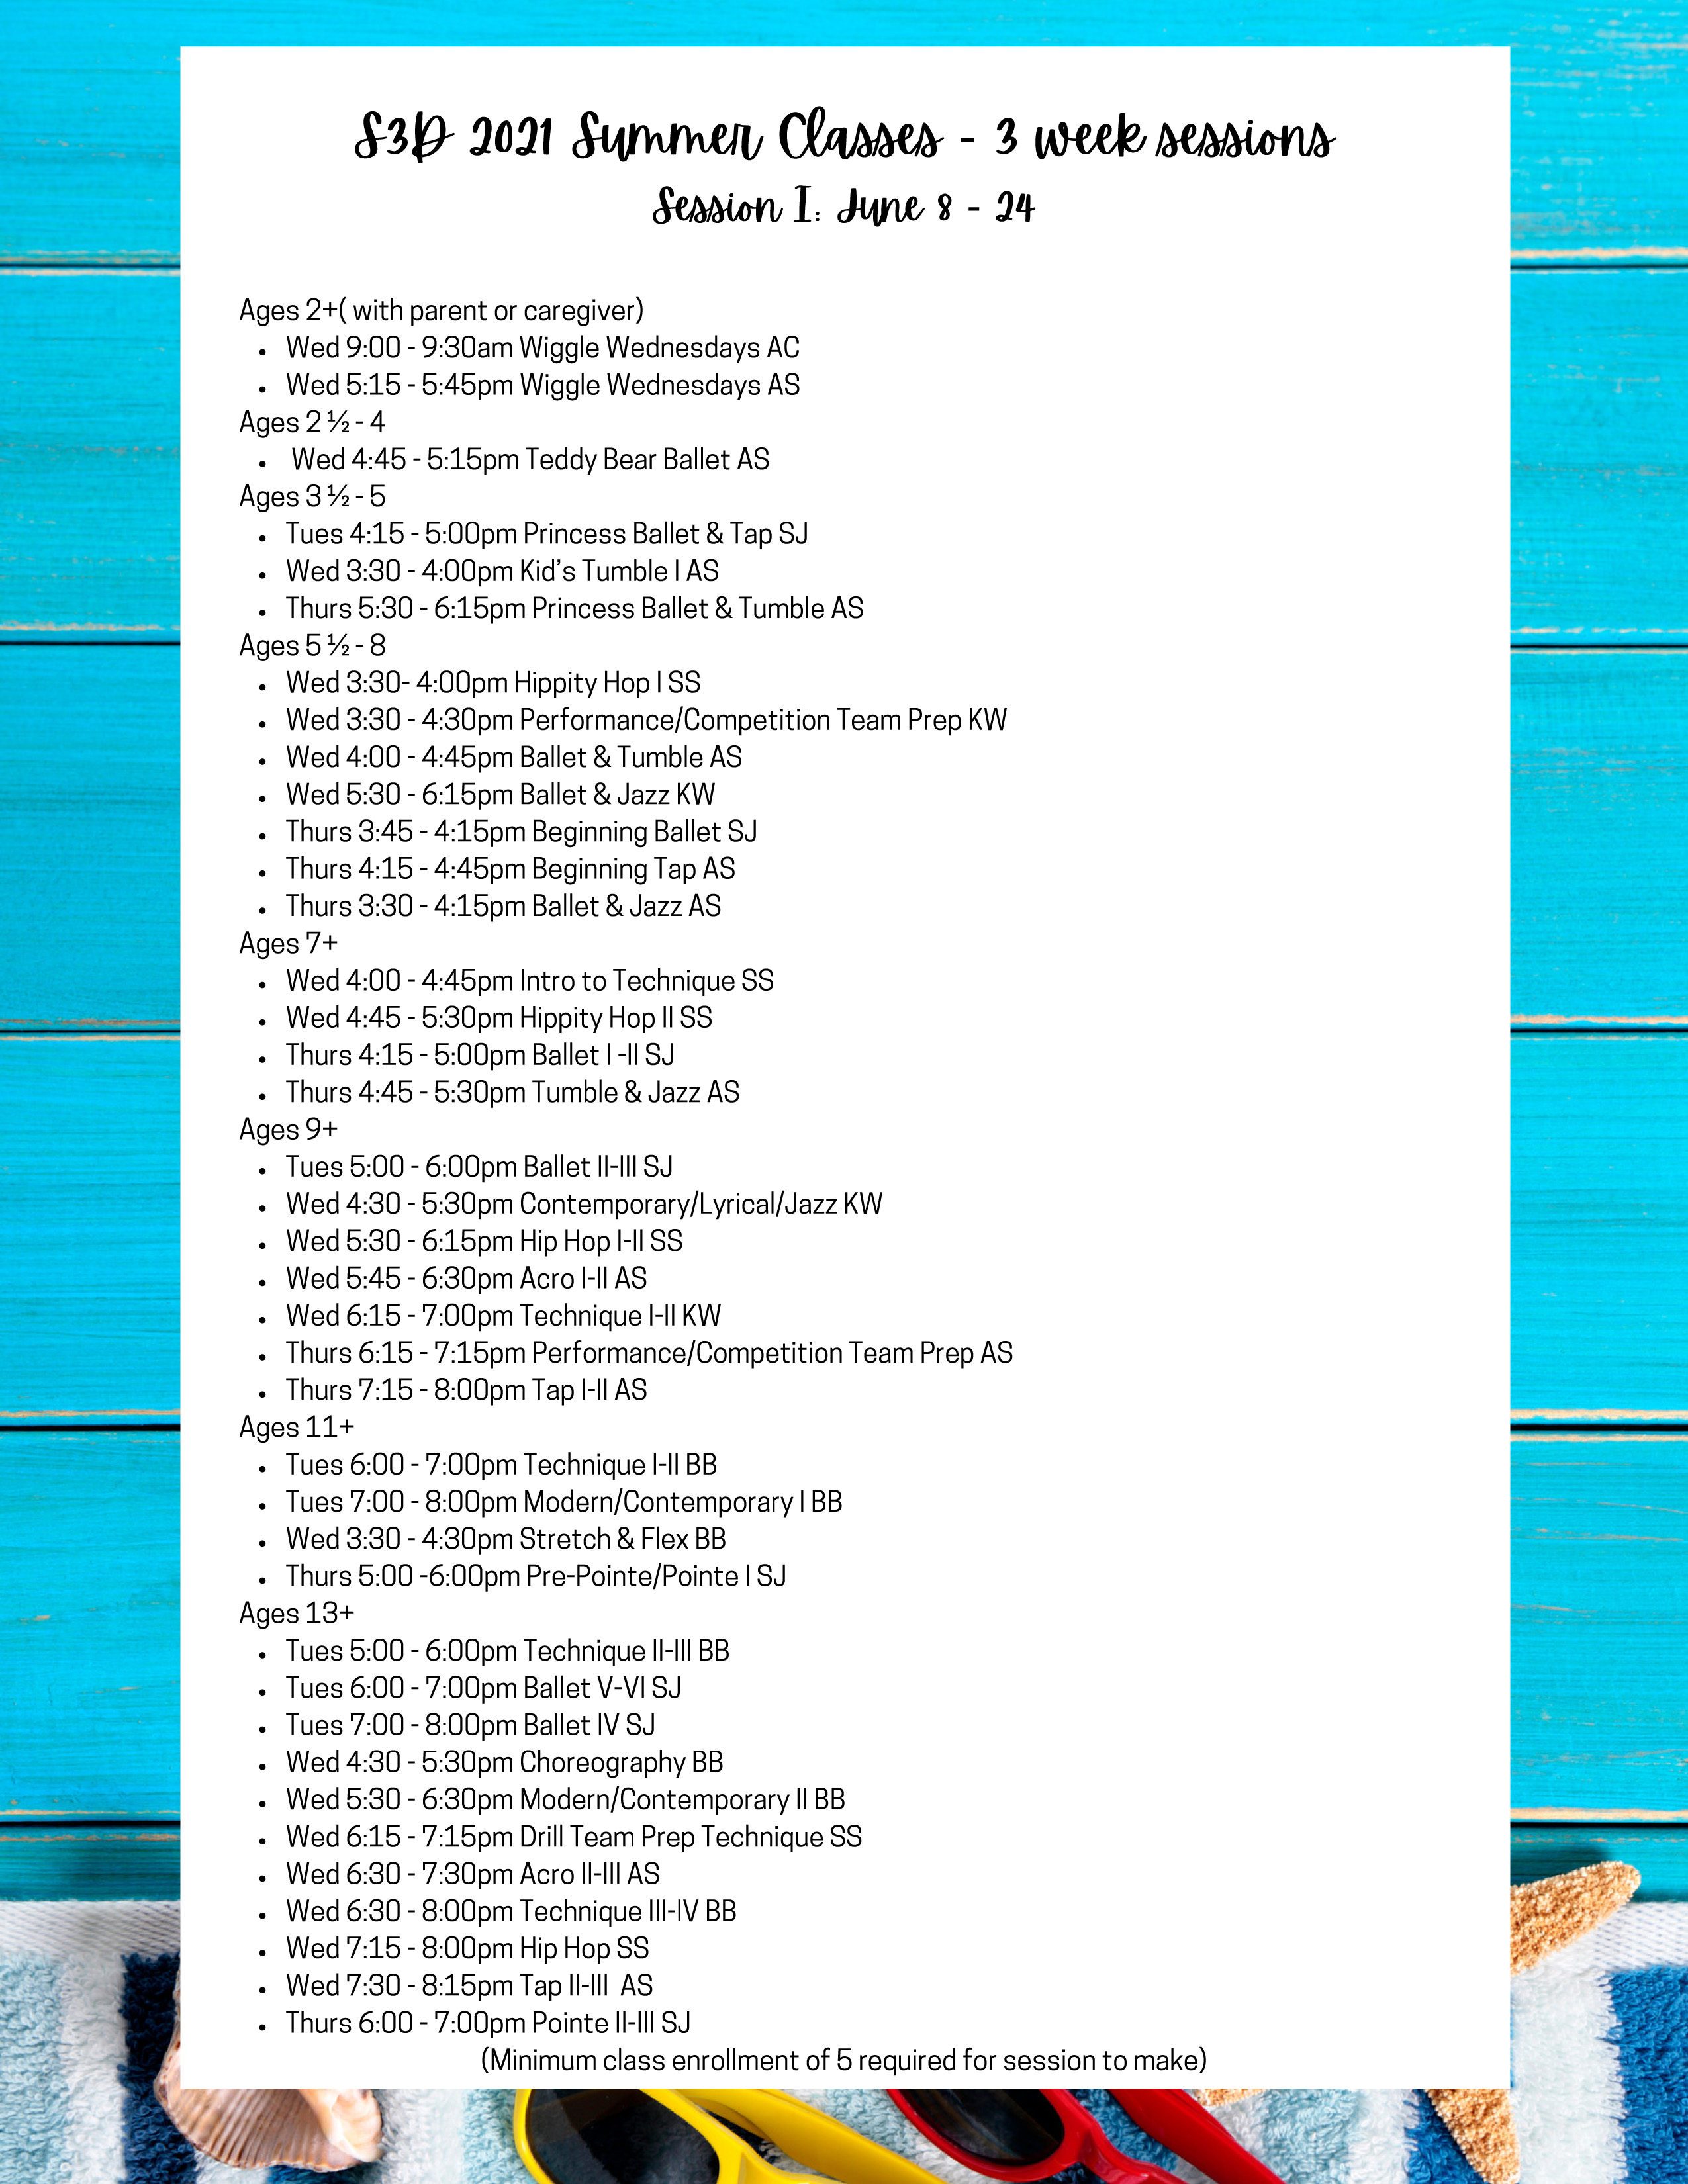 S3D 2021 Summer Classes - 3 week sessions
Session I: June 8 - 24
Ages 2+( with parent or caregiver)
• Wed 9:00 - 9:30am Wiggle Wednesdays AC
• Wed 5:15 - 5:45pm Wiggle Wednesdays AS
Ages 2 ½ - 4
• Wed 4:45 - 5:15pm Teddy Bear Ballet AS
Ages 3 ½ - 5
• Tues 4:15 - 5:00pm Princess Ballet & Tap SJ
• Wed 3:30 - 4:00pm Kid’s Tumble I AS
• Thurs 5:30 - 6:15pm Princess Ballet & Tumble AS
Ages 5 ½ - 8
• Wed 3:30- 4:00pm Hippity Hop I SS
• Wed 3:30 - 4:30pm Performance/Competition Team Prep KW
• Wed 4:00 - 4:45pm Ballet & Tumble AS
• Wed 5:30 - 6:15pm Ballet & Jazz KW
• Thurs 3:45 - 4:15pm Beginning Ballet SJ
• Thurs 4:15 - 4:45pm Beginning Tap AS
• Thurs 3:30 - 4:15pm Ballet & Jazz AS
Ages 7+
• Wed 4:00 - 4:45pm Intro to Technique SS
• Wed 4:45 - 5:30pm Hippity Hop II SS
• Thurs 4:15 - 5:00pm Ballet I -II SJ
• Thurs 4:45 - 5:30pm Tumble & Jazz AS
Ages 9+
• Tues 5:00 - 6:00pm Ballet II-III SJ
• Wed 4:30 - 5:30pm Contemporary/Lyrical/Jazz KW
• Wed 5:30 - 6:15pm Hip Hop I-II SS
• Wed 5:45 - 6:30pm Acro I-II AS
• Wed 6:15 - 7:00pm Technique I-II KW
• Thurs 6:15 - 7:15pm Performance/Competition Team Prep AS
• Thurs 7:15 - 8:00pm Tap I-II AS
Ages 11+
• Tues 6:00 - 7:00pm Technique I-II BB
• Tues 7:00 - 8:00pm Modern/Contemporary I BB
• Wed 3:30 - 4:30pm Stretch & Flex BB
• Thurs 5:00 -6:00pm Pre-Pointe/Pointe I SJ
Ages 13+
• Tues 5:00 - 6:00pm Technique II-III BB
• Tues 6:00 - 7:00pm Ballet V-VI SJ
• Tues 7:00 - 8:00pm Ballet IV SJ
• Wed 4:30 - 5:30pm Choreography BB
• Wed 5:30 - 6:30pm Modern/Contemporary II BB
• Wed 6:15 - 7:15pm Drill Team Prep Technique SS
• Wed 6:30 - 7:30pm Acro II-III AS
• Wed 6:30 - 8:00pm Technique III-IV BB
• Wed 7:15 - 8:00pm Hip Hop SS
• Wed 7:30 - 8:15pm Tap II-III AS
• Thurs 6:00 - 7:00pm Pointe II-III SJ
(Minimum class enrollment of 5 required for session to make)